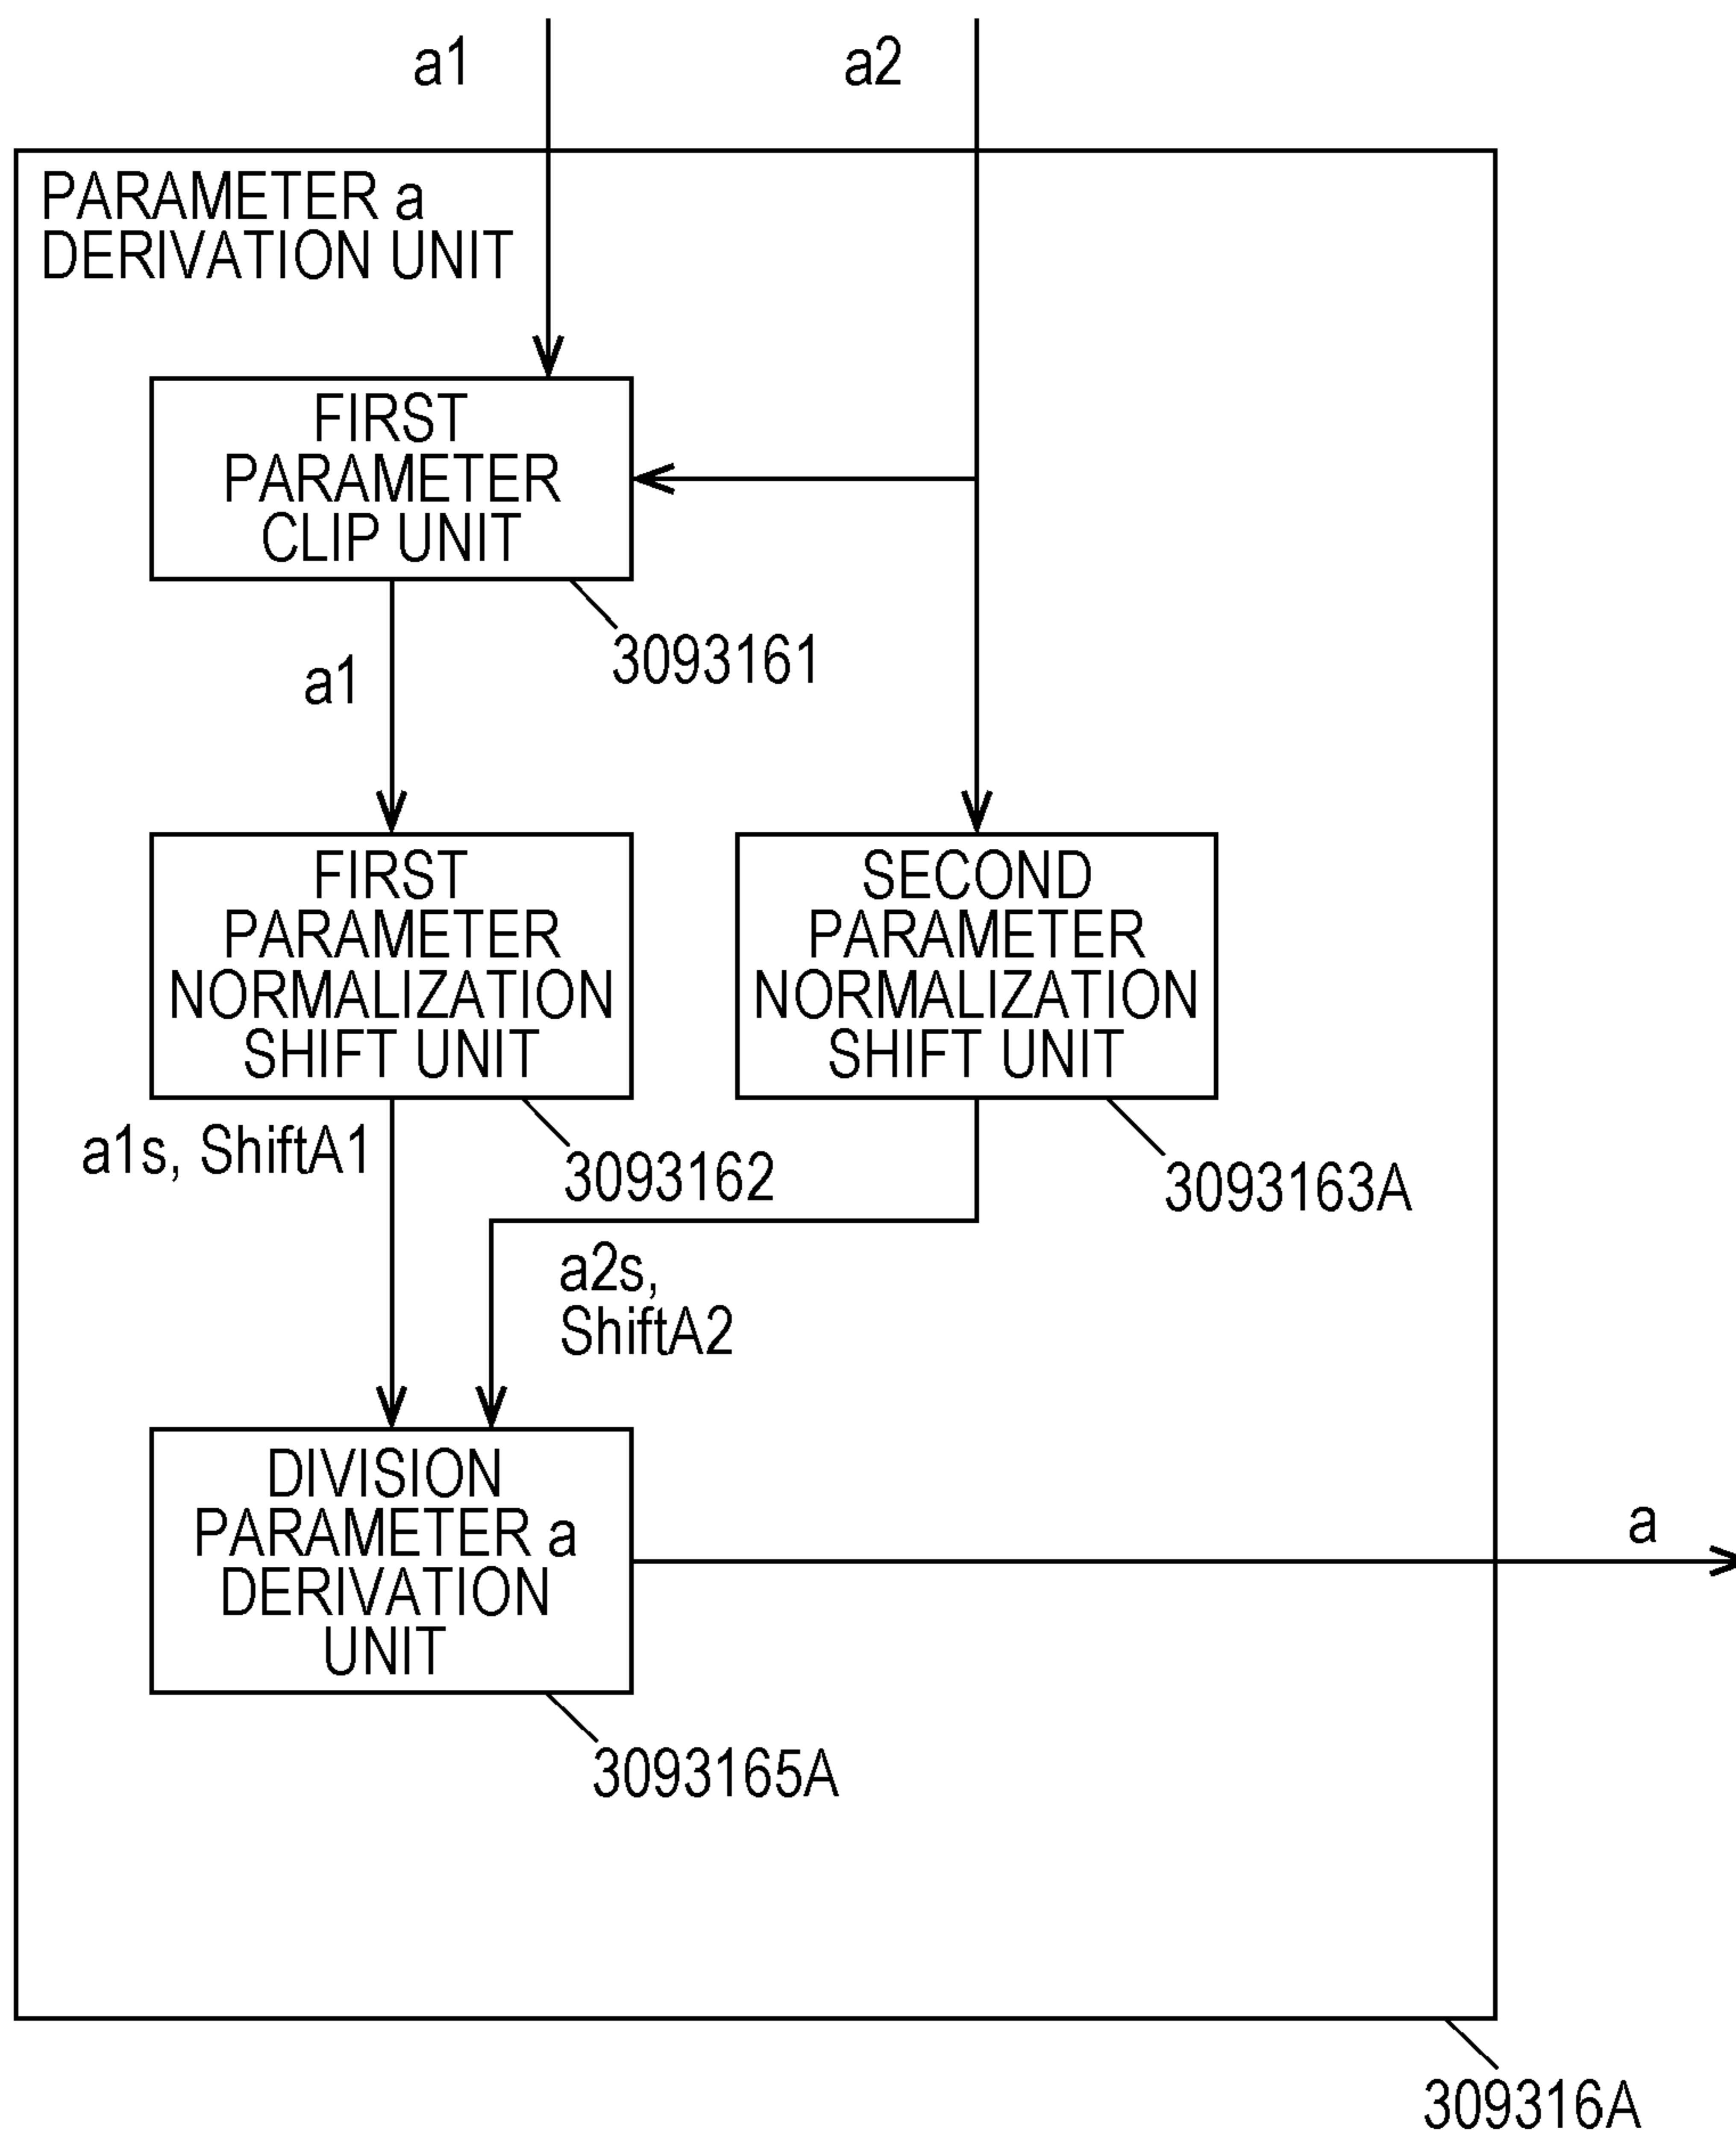 a1
a2
PARAMETER a
DERIVATION UNIT
FIRST
PARAMETER
CLIP UNIT
3093161
a1
FIRST
PARAMETER
NORMALIZATION
SHIFT UNIT
SECOND
PARAMETER
NORMALIZATION
SHIFT UNIT
a1s, ShiftA1
3093162
3093163A
a2s,
ShiftA2
DIVISION
PARAMETER a
DERIVATION
UNIT
a
3093165A
309316A